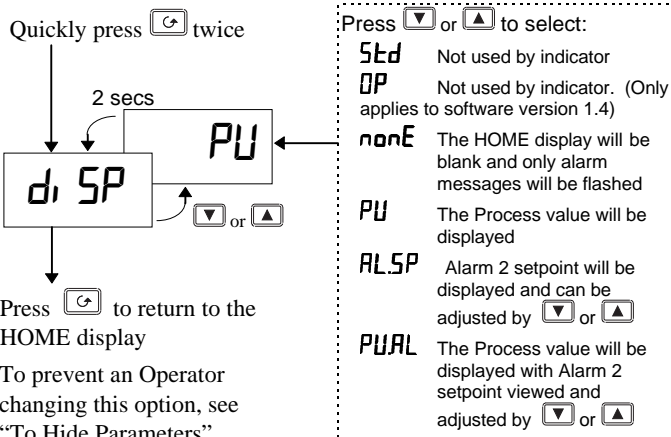 Quickly press twice
2 secs
PV
di SP
or
Press to return to the
HOME display
To prevent an Operator
changing this option, see
“To Hide Parameters”
Press or to select:
Std Not used by indicator
OP Not used by indicator. (Only
applies to software version 1.4)
nonE The HOME display will be
blank and only alarm
messages will be flashed
PV The Process value will be
displayed
AL.SP Alarm 2 setpoint will be
displayed and can be
adjusted by or
PV.AL The Process value will be
displayed with Alarm 2
setpoint viewed and
adjusted by or